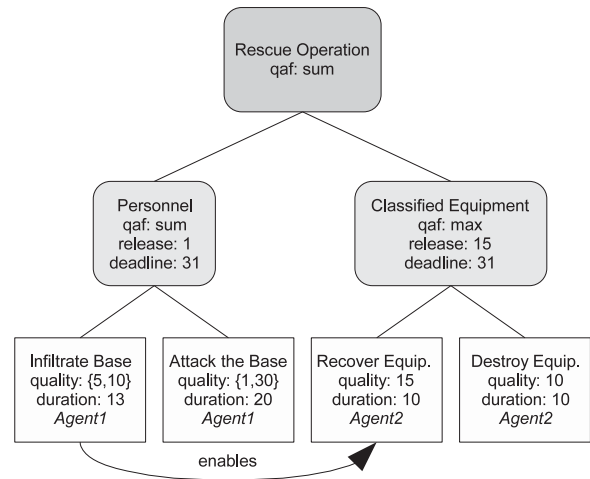 Rescue Operation
qaf: sum
Personnel
qaf: sum
release: 1
deadline: 31
Classified Equipment
qaf: max
release: 15
deadline: 31
Infiltrate Base
quality: {5,10}
duration: 13
Agent1
Attack the Base
quality: {1,30}
duration: 20
Agent1
Recover Equip.
quality: 15
duration: 10
Agent2
Destroy Equip.
quality: 10
duration: 10
Agent2
enables